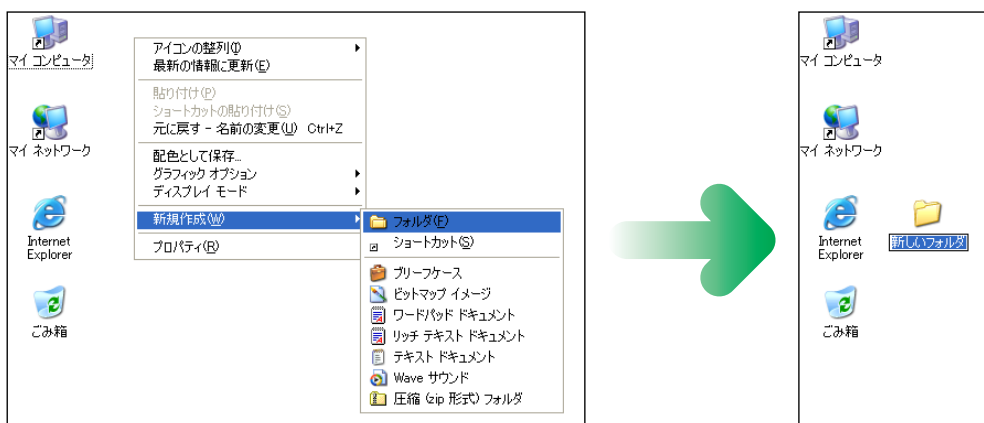 マイ コンピュータ
マイ ネットワーク
Internet
Explorer
ごみ箱
アイコンの整列(I)
最新の情報に更新(E)
貼り付け(P)
ショートカットの貼り付け(S)
元に戻す - 名前の変更(U) Ctrl+Z
配色として保存...
グラフィック オプション
ディスプレイ モード
新規作成(W)
プロパティ(R)
フォルダ(F)
ショートカット(S)
ブリーフケース
ビットマップ イメージ
ワードパッド ドキュメント
リッチ テキスト ドキュメント
テキスト ドキュメント
Wave サウンド
圧縮 (zip 形式) フォルダ
マイ コンピュータ
マイ ネットワーク
Internet
Explorer
新しいフォルダ
ごみ箱